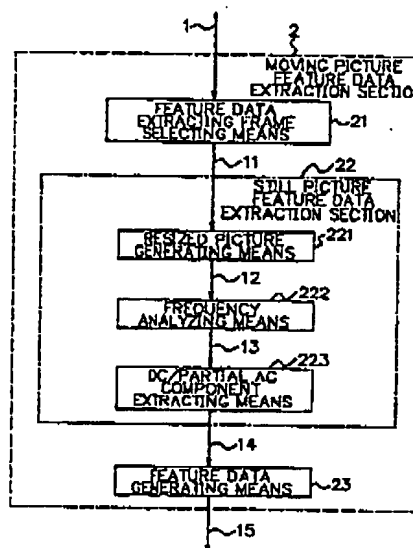 1
2
MOVING PICTURE
FEATURE DATA
EXTRACTION SECTION
FEATURE DATA
EXTRACTING FRAME
SELECTING MEANS
21
11
22
STILL PICTURE
FEATURE DATA
EXTRACTION SECTION
RESIZED PICTURE
GENERATING MEANS
221
12
222
FREQUENCY
ANALYZING MEANS
13
223
DC/PARTIAL AC
COMPONENT
EXTRACTING MEANS
14
FEATURE DATA
GENERATING MEANS
23
15